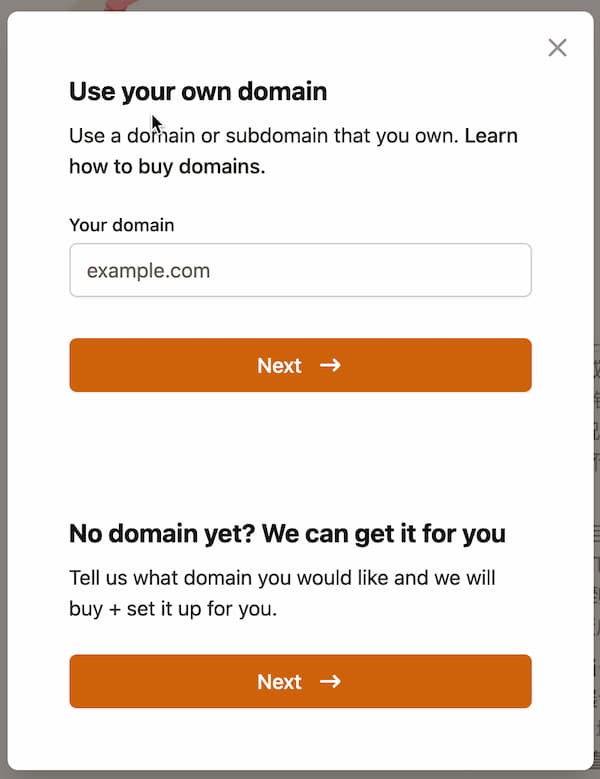 Use your own domain
Use a domain or subdomain that you own. Learn
how to buy domains.
Your domain
example.com
Next →
No domain yet? We can get it for you
Tell us what domain you would like and we will
buy + set it up for you.
Next →